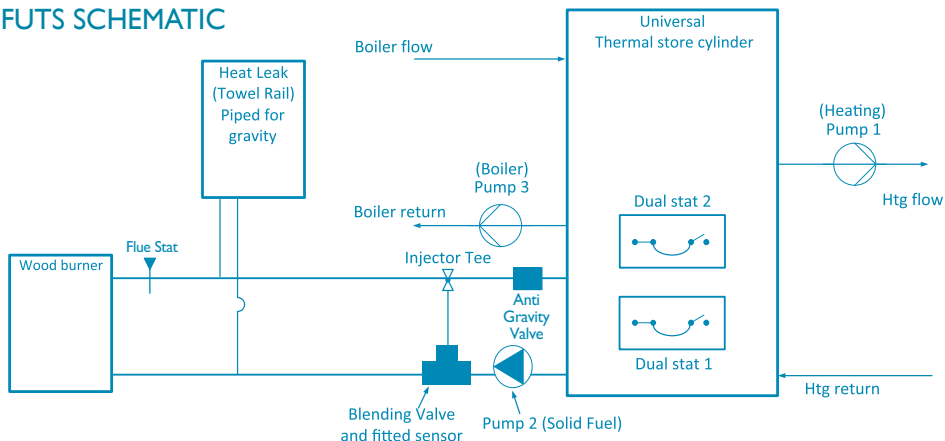 FUTS SCHEMATIC
Universal
Thermal store cylinder
Boiler flow
Heat Leak
(Towel Rail)
Piped for
gravity
(Heating)
Pump 1
(Boiler)
Pump 3
Htg flow
Dual stat 2
Boiler return
Flue Stat
Injector Tee
Wood burner
Anti
Gravity
Valve
Dual stat 1
Htg return
Blending Valve
and fitted sensor
Pump 2 (Solid Fuel)